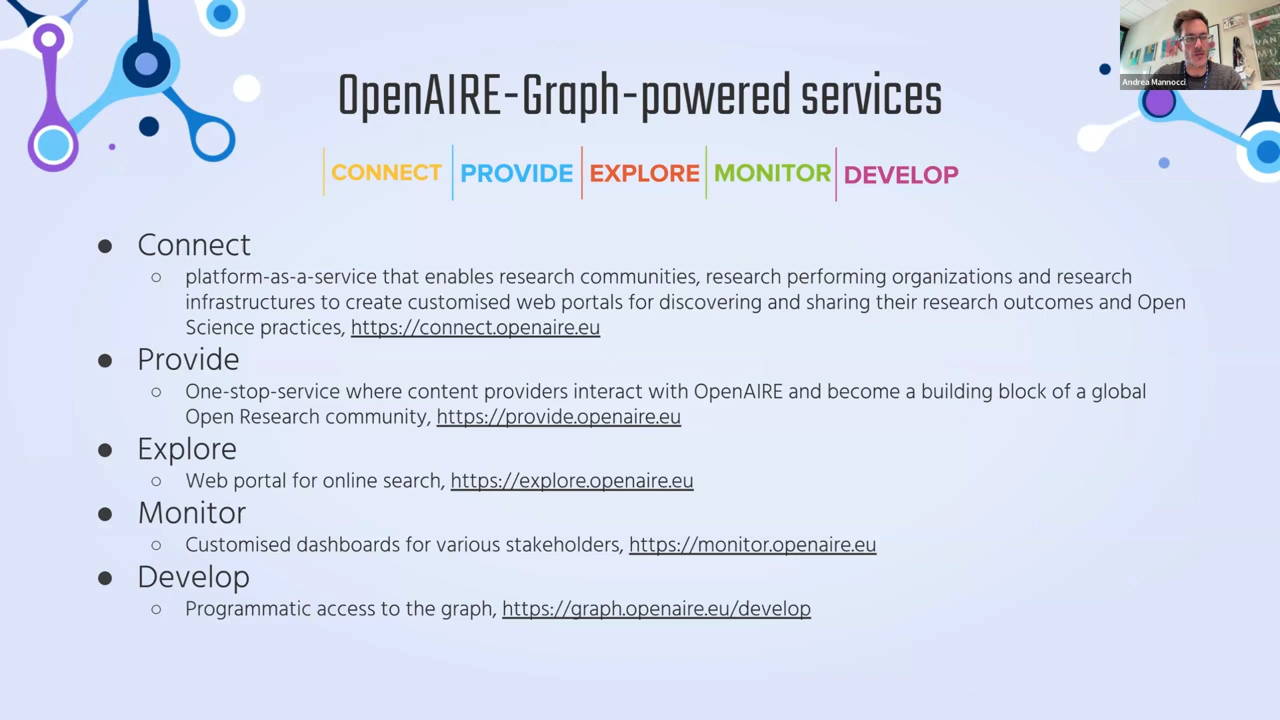 Andrea Mannocci
OpenAIRE-Graph-powered services
CONNECT PROVIDE EXPLORE MONITOR DEVELOP
● Connect
○ platform-as-a-service that enables research communities, research performing organizations and research
infrastructures to create customised web portals for discovering and sharing their research outcomes and Open
Science practices, https://connect.openaire.eu
● Provide
○ One-stop-service where content providers interact with OpenAIRE and become a building block of a global
Open Research community, https://provide.openaire.eu
● Explore
○ Web portal for online search, https://explore.openaire.eu
● Monitor
○ Customised dashboards for various stakeholders, https://monitor.openaire.eu
● Develop
○ Programmatic access to the graph, https://graph.openaire.eu/develop